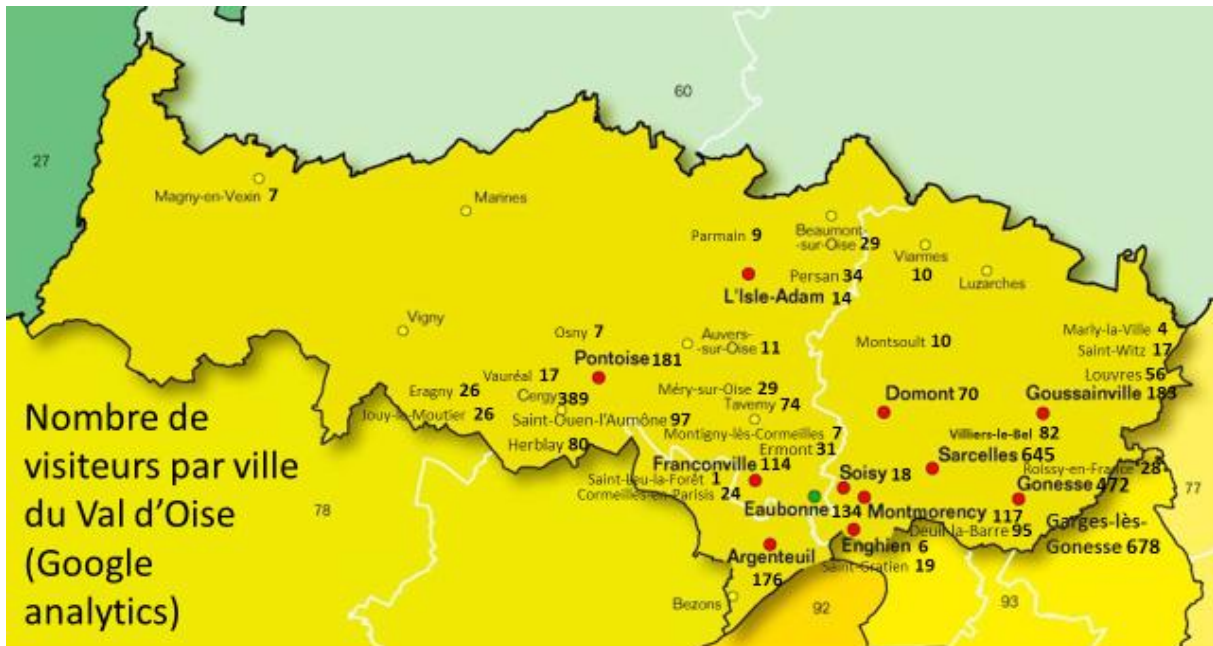 60
27
Magny-en-Vexin 7
Marines
Parmain 9
Beaumont-
-sur-Oise 29
Viarmes
10
Persan 34
Luzarches
L'Isle-Adam 14
Vigny
Osny 7
Auvers-
-sur-Oise 11
Montsoult 10
Marly-la-Ville 4
Saint-Witz 17
Pontoise 181
Louvres 56
Vauréal 17
Eragny 26
Cergy 389
Méry-sur-Oise 29
Domont 70
Goussainville 183
Taverny 74
Jouy-le-Moutier 26
Saint-Ouen-l'Aumône 97
Montigny-lès-Cormeilles 7
Villiers-le-Bel 82
Herblay 80
Ermont 31
Sarcelles 645
Franconville 114
Soisy 18
Roissy-en-France 28
Saint-Leu-la-Forêt 1
Gonesse 472
Cormeilles-en-Parisis 24
Eaubonne 134
Montmorency 117
Deuil-la-Barre 95
Garges-lès-
Gonesse 678
Argenteuil
176
Enghien 6
Saint-Gratien 19
Bezons
78
77
92
93
Nombre de
visiteurs par ville
du Val d'Oise
(Google
analytics)